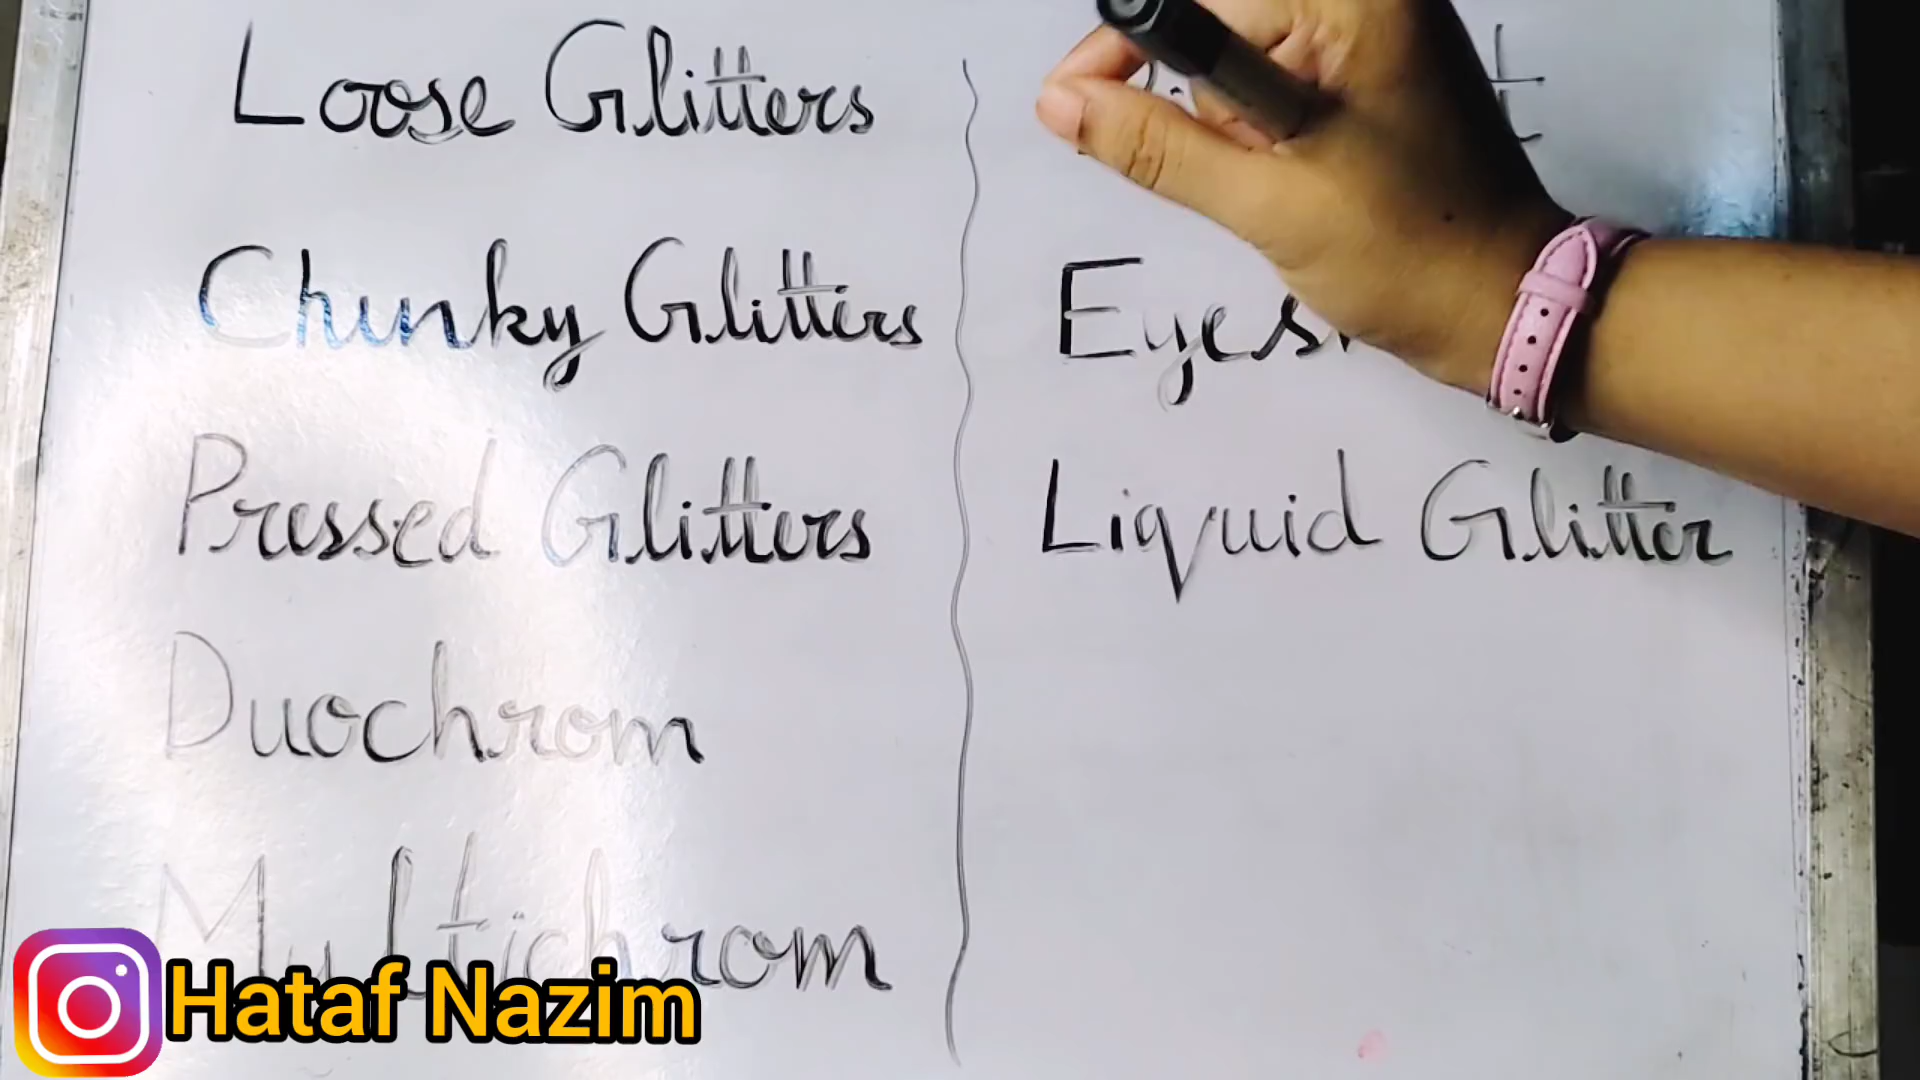 Loose Glitters
Chunky Glitters
Pressed Glitters
Duochrom
Multichrom
Liquid Glitter
Hataf Nazim